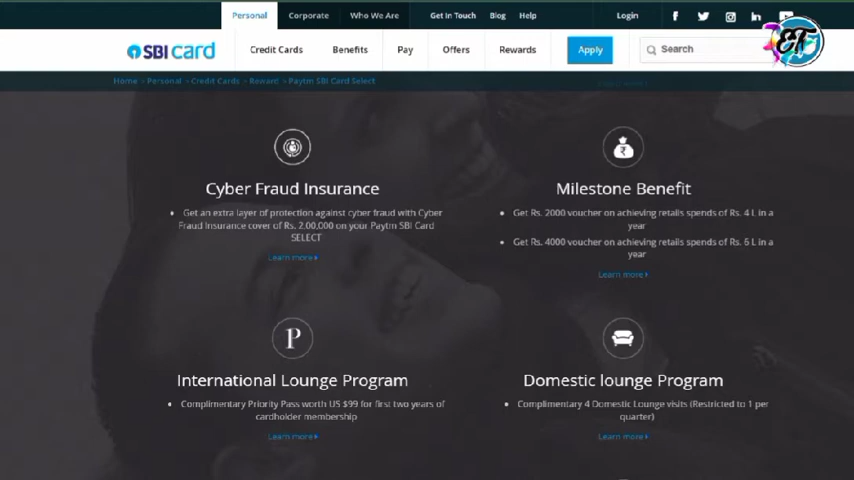 Personal Corporate Who We Are Get In Touch Blog Help Login
SBI card Credit Cards Benefits Pay Offers Rewards Apply Search
ET
Home Personal Credit Cards Reward Paytm SBI Card Select
Cyber Fraud Insurance
Get an extra layer of protection against cyber fraud with Cyber
Fraud Insurance cover of Rs. 2,00,000 on your Paytm SBI Card
SELECT
Learn more
Milestone Benefit
Get Rs. 2000 voucher on achieving retails spends of Rs. 4 L in a
year
Get Rs. 4000 voucher on achieving retails spends of Rs. 6 L in a
year
Learn more
International Lounge Program
Complimentary Priority Pass worth US $99 for first two years of
cardholder membership
Learn more
Domestic lounge Program
Complimentary 4 Domestic Lounge visits (Restricted to 1 per
quarter)
Learn more